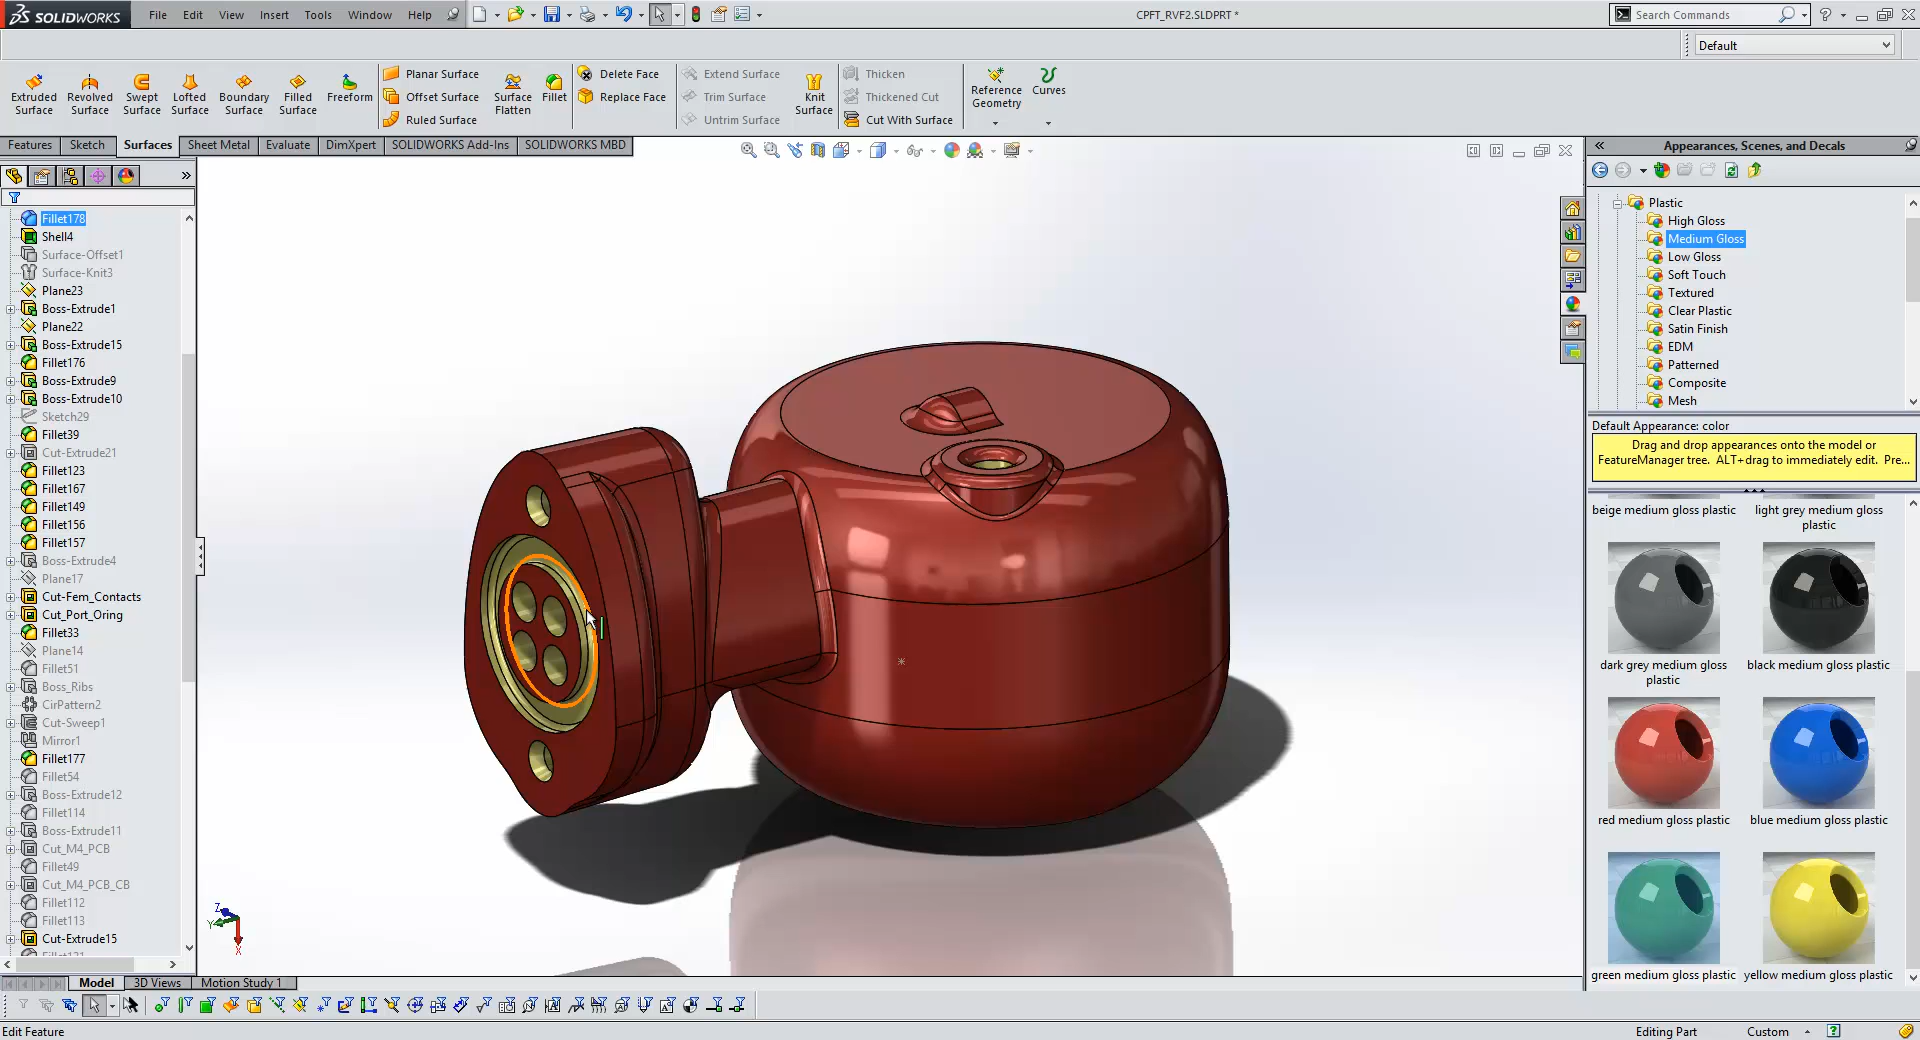 SOLIDWORKS File Edit View Insert Tools Window Help CPFT_RVF2.SLDPRT * Search Commands ?
Default
Extruded Surface
Revolved Surface
Swept Surface
Lofted Surface
Boundary Surface
Filled Surface
Freeform
Planar Surface
Offset Surface
Ruled Surface
Surface Flatten
Fillet
Delete Face
Replace Face
Extend Surface
Trim Surface
Untrim Surface
Knit Surface
Thicken
Thickened Cut
Cut With Surface
Reference Geometry
Curves
Features Sketch Surfaces Sheet Metal Evaluate DimXpert SOLIDWORKS Add-Ins SOLIDWORKS MBD
Fillet178
Shell4
Surface-Offset1
Surface-Knit3
Plane23
Boss-Extrude1
Plane22
Boss-Extrude15
Fillet176
Boss-Extrude9
Boss-Extrude10
Sketch29
Fillet39
Cut-Extrude21
Fillet123
Fillet167
Fillet149
Fillet156
Fillet157
Boss-Extrude4
Plane17
Cut-Fem_Contacts
Cut_Port_Oring
Fillet33
Plane14
Fillet51
Boss_Ribs
CirPattern2
Cut-Sweep1
Mirror1
Fillet177
Fillet54
Boss-Extrude12
Fillet114
Boss-Extrude11
Cut_M4_PCB
Fillet49
Cut_M4_PCB_CB
Fillet112
Fillet113
Cut-Extrude15
Z
Y
X
Appearances, Scenes, and Decals
Plastic
High Gloss
Medium Gloss
Low Gloss
Soft Touch
Textured
Clear Plastic
Satin Finish
EDM
Patterned
Composite
Mesh
Default Appearance: color
Drag and drop appearances onto the model or
FeatureManager tree. ALT+drag to immediately edit. Pre...
beige medium gloss plastic
light grey medium gloss
plastic
dark grey medium gloss
plastic
black medium gloss plastic
red medium gloss plastic
blue medium gloss plastic
green medium gloss plastic
yellow medium gloss plastic
Model 3D Views Motion Study 1
Edit Feature Editing Part Custom